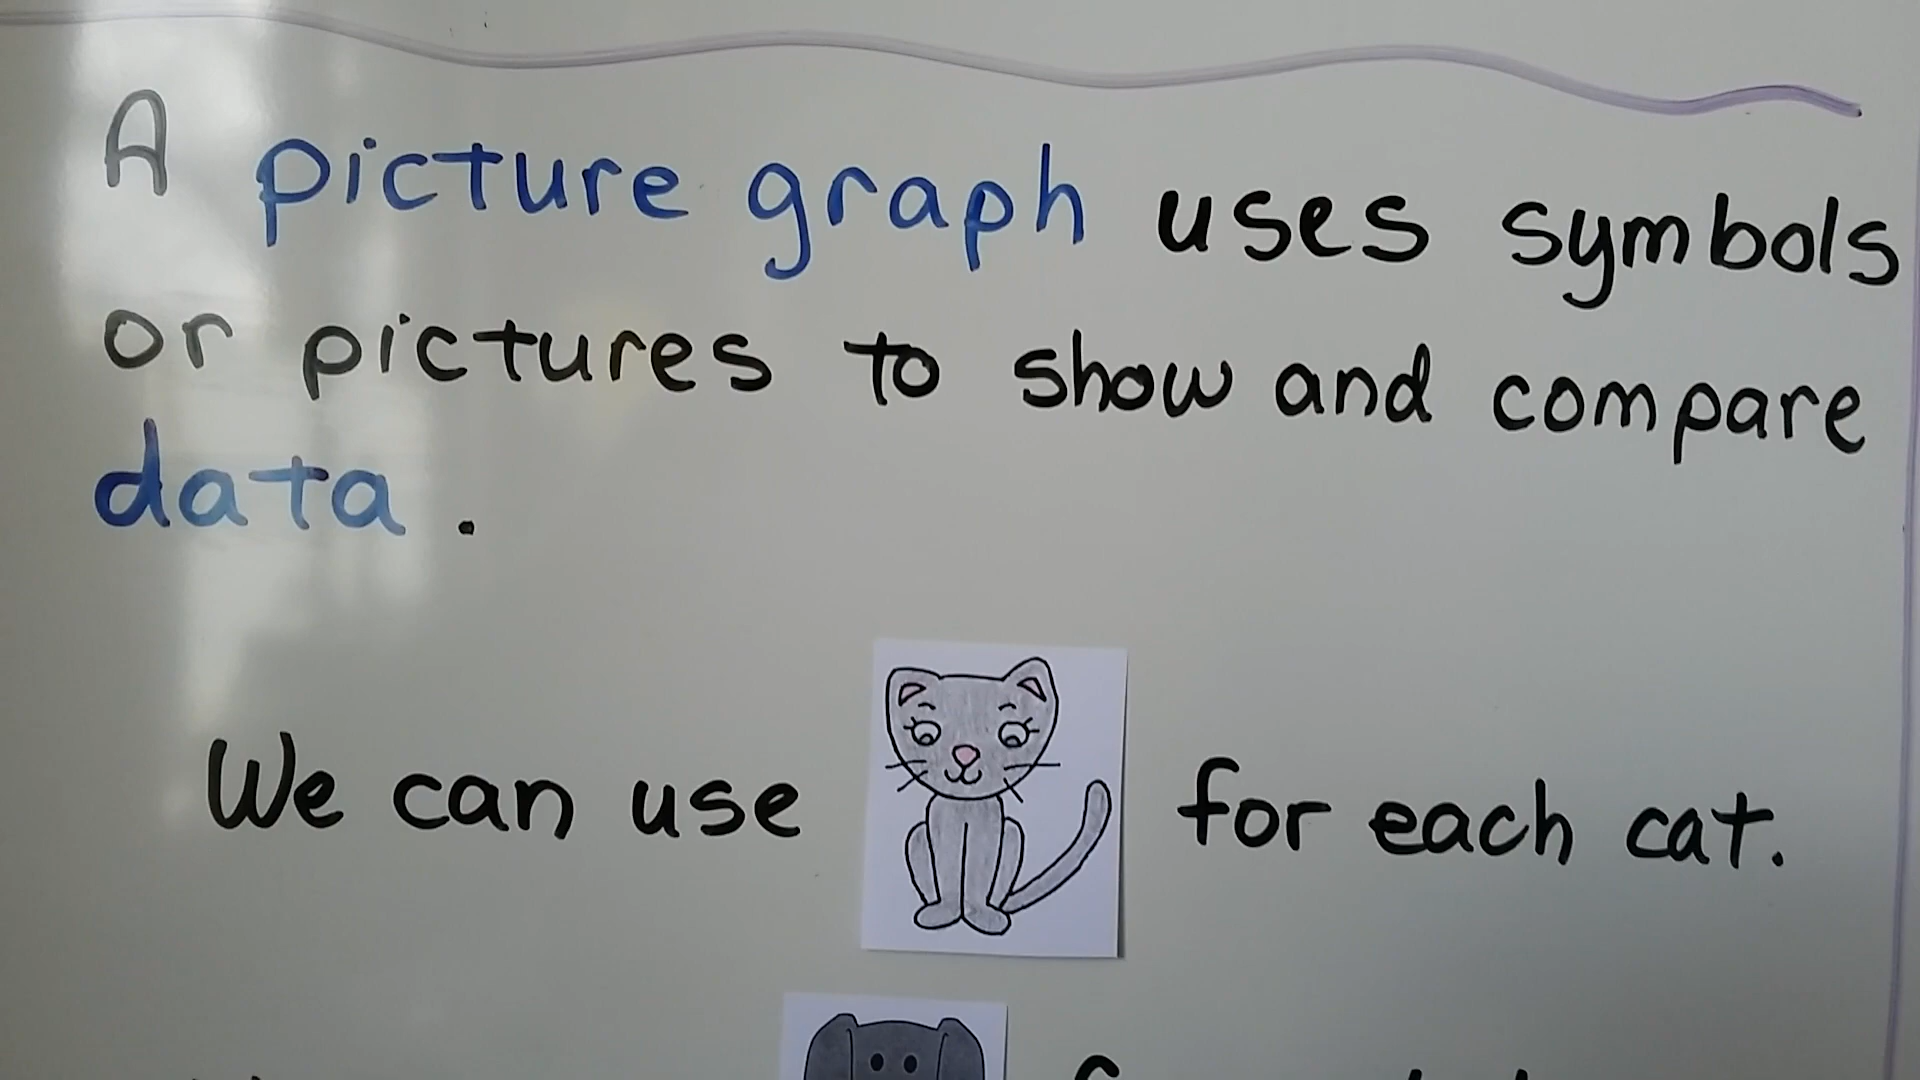 A picture graph uses symbols
or pictures to show and compare
data.
We can use for each cat.